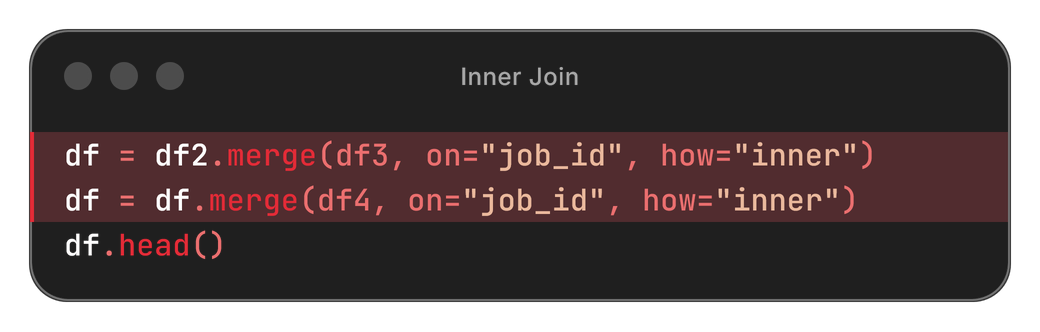 Inner Join
df = df2.merge(df3, on="job_id", how="inner")
df = df.merge(df4, on="job_id", how="inner")
df.head()